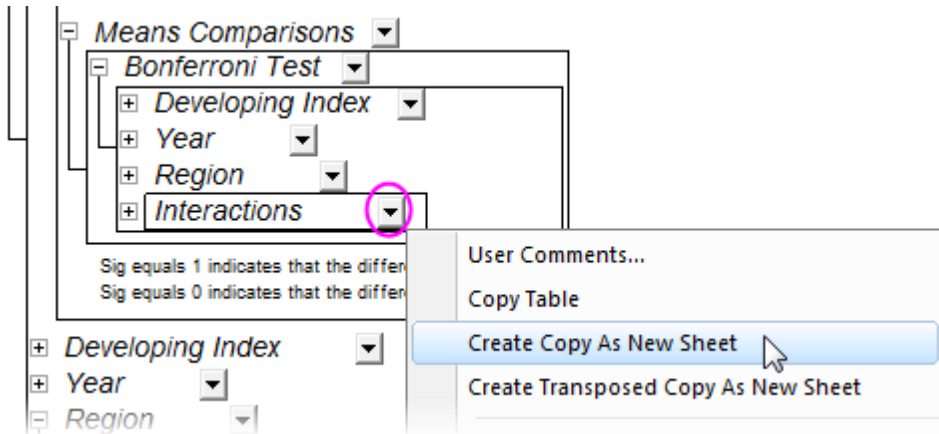 Means Comparisons
Bonferroni Test
Developing Index
Year
Region
Interactions
Sig equals 1 indicates that the differ
Sig equals 0 indicates that the differ
User Comments...
Copy Table
Create Copy As New Sheet
Create Transposed Copy As New Sheet
Developing Index
Year
Region